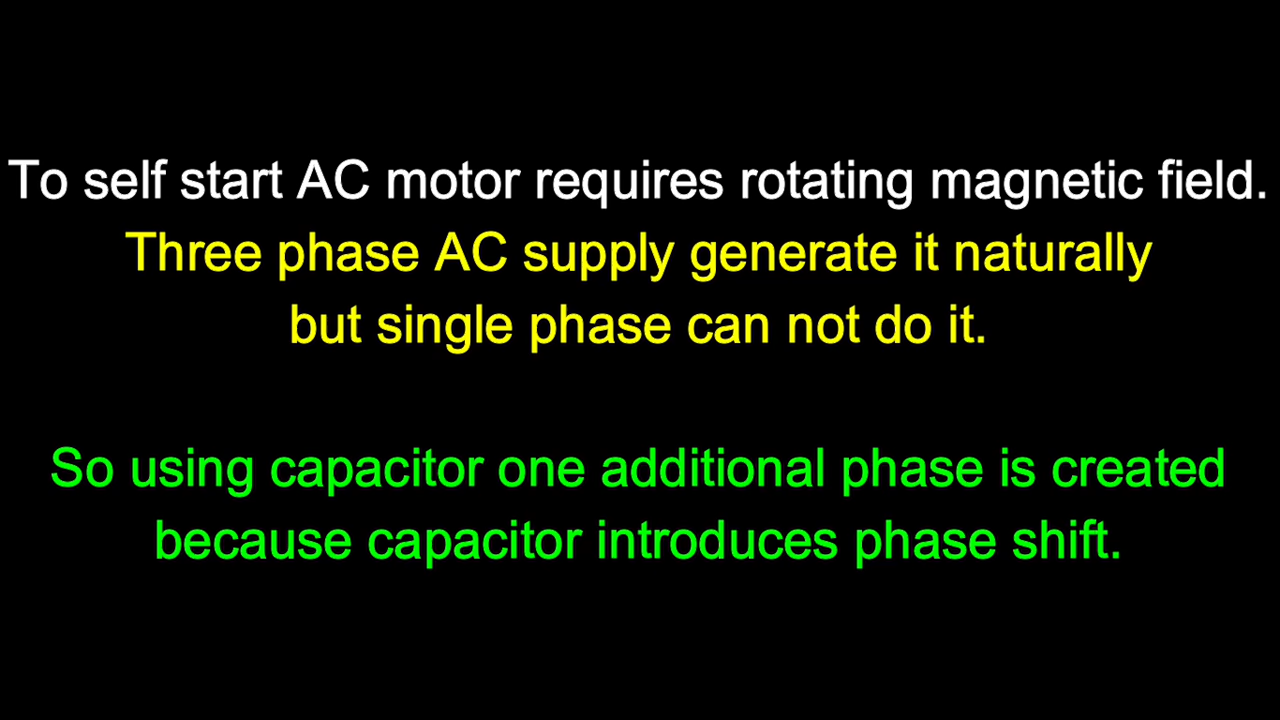 To self start AC motor requires rotating magnetic field.
Three phase AC supply generate it naturally
but single phase can not do it.
So using capacitor one additional phase is created
because capacitor introduces phase shift.